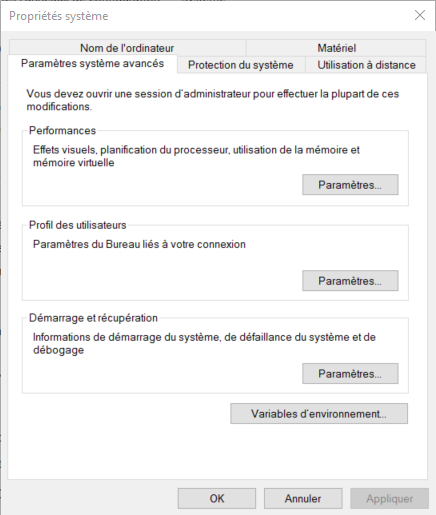 Propriétés système
Nom de l'ordinateur
Matériel
Paramètres système avancés
Protection du système
Utilisation à distance
Vous devez ouvrir une session d'administrateur pour effectuer la plupart de ces
modifications.
Performances
Effets visuels, planification du processeur, utilisation de la mémoire et
mémoire virtuelle
Paramètres...
Profil des utilisateurs
Paramètres du Bureau liés à votre connexion
Paramètres...
Démarrage et récupération
Informations de démarrage du système, de défaillance du système et de
débogage
Paramètres...
Variables d'environnement...
OK
Annuler
Appliquer